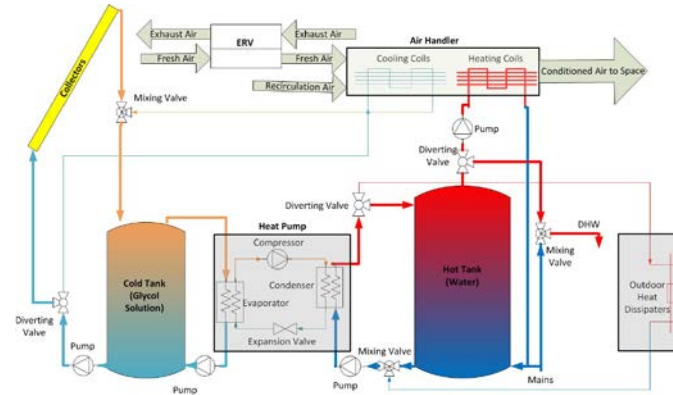 Exhaust Air
ERV
Exhaust Air
Fresh Air
Fresh Air
Air Handler
Cooling Coils
Heating Coils
Conditioned Air to Space
Recirculation Air
Collectors
Mixing Valve
Pump
Diverting
Valve
Diverting Valve
DHW
Heat Pump
Compressor
Condenser
Evaporator
Expansion Valve
Cold Tank
(Glycol
Solution)
Hot Tank
(Water)
Mixing
Valve
Outdoor
Heat
Dissipaters
Diverting
Valve
Pump
Pump
Mixing Valve
Pump
Mains